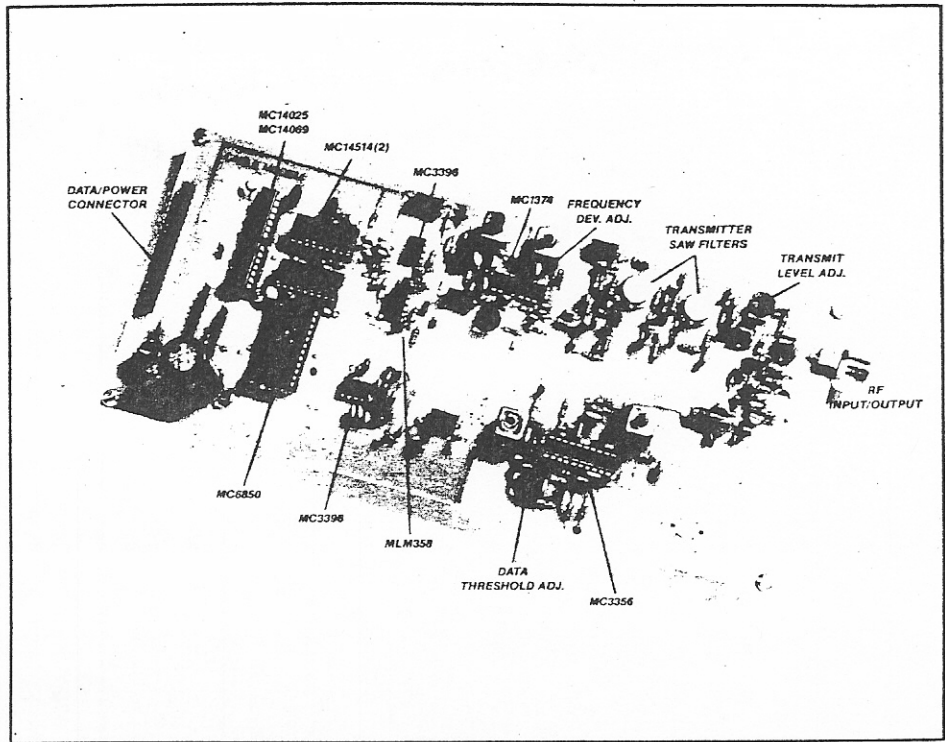 MC14025
MC14069
MC14514(2)
MC3396
DATA/POWER
CONNECTOR
MC1374
FREQUENCY
DEV. ADJ.
TRANSMITTER
SAW FILTERS
TRANSMIT
LEVEL ADJ.
RF
INPUT/OUTPUT
MC6850
MC3396
MLM358
DATA
THRESHOLD ADJ.
MC3356